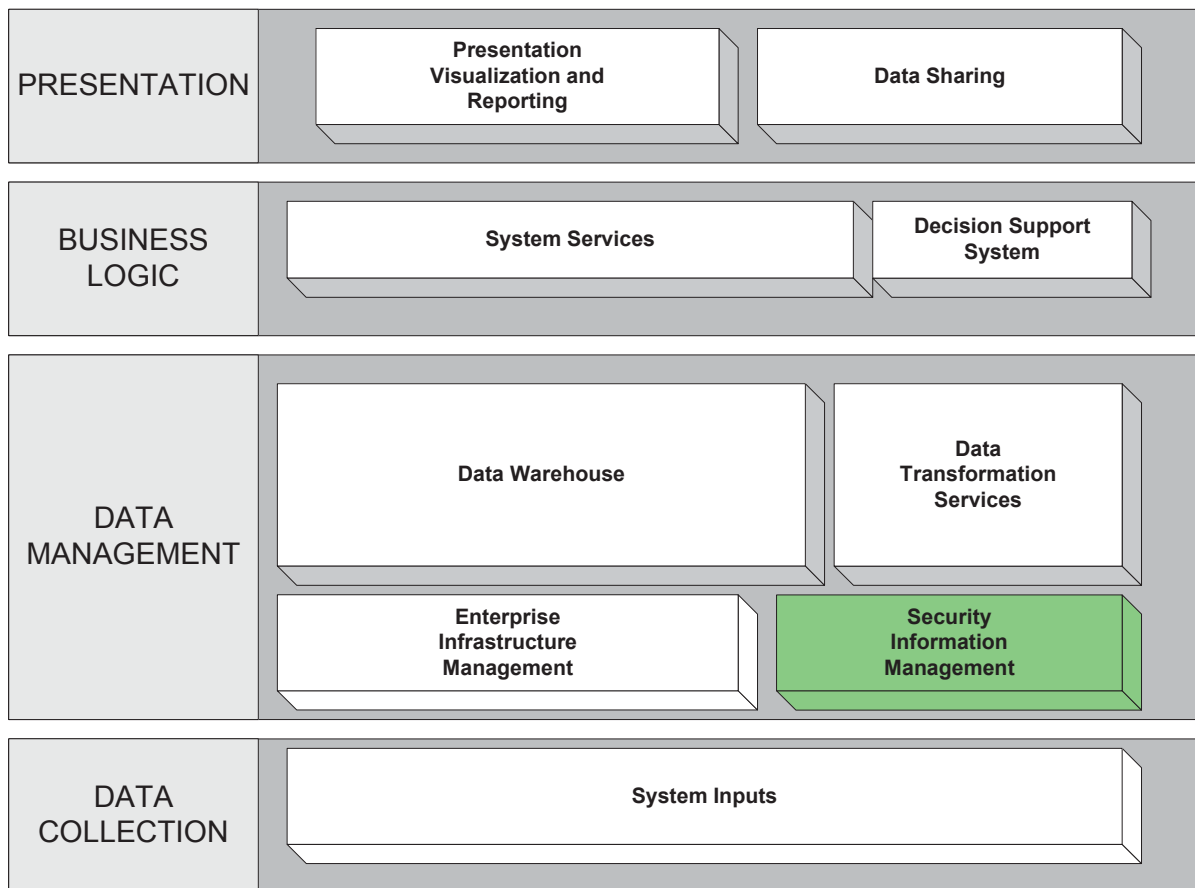 PRESENTATION
Presentation
Visualization and
Reporting
Data Sharing
BUSINESS
LOGIC
System Services
Decision Support
System
DATA
MANAGEMENT
Data Warehouse
Data
Transformation
Services
Enterprise
Infrastructure
Management
Security
Information
Management
DATA
COLLECTION
System Inputs